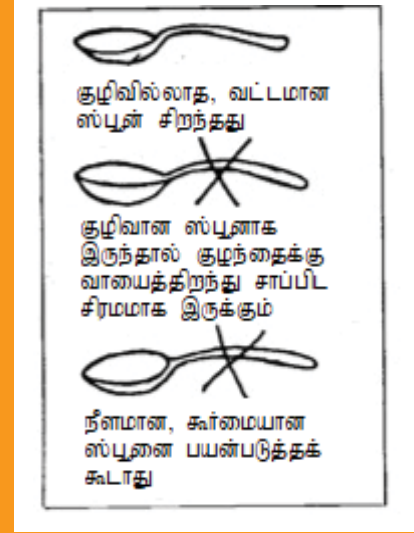 குழிவில்லாத, வட்டமான
ஸ்பூன் சிறந்தது
குழிவான ஸ்பூனாக
இருந்தால் குழந்தைக்கு
வாயைத்திறந்து சாப்பிட
சிரமமாக இருக்கும்
நீளமான, கூர்மையான
ஸ்பூனை பயன்படுத்தக்
கூடாது